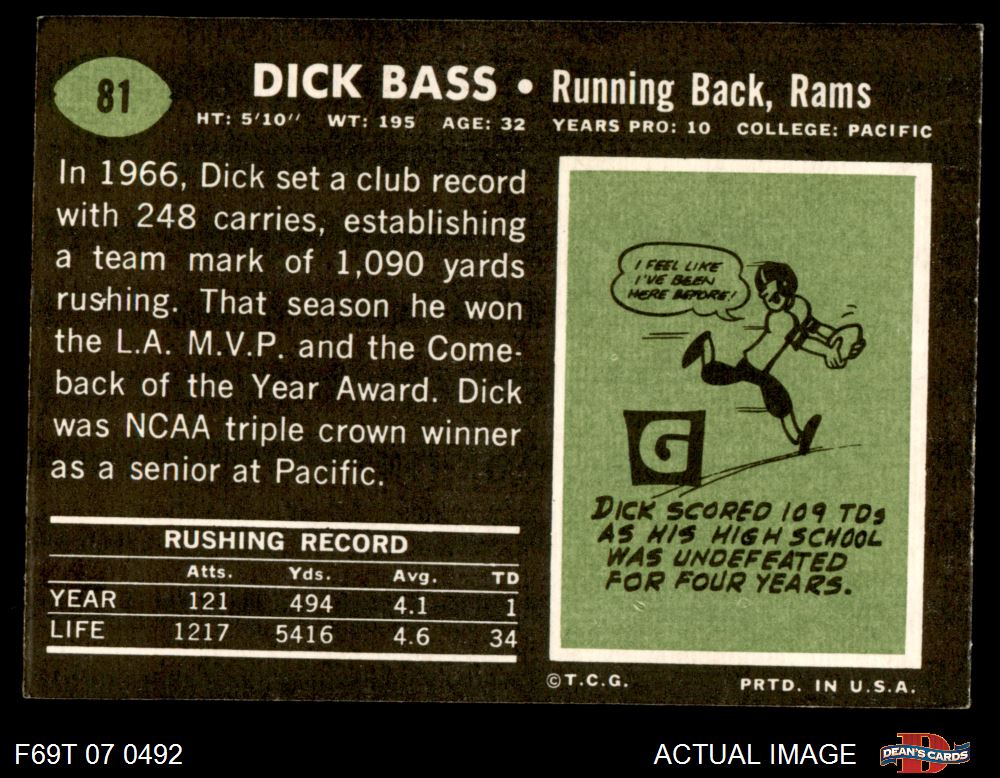 81
DICK BASS • Running Back, Rams
HT: 5'10" WT: 195 AGE: 32 YEARS PRO: 10 COLLEGE: PACIFIC
In 1966, Dick set a club record
with 248 carries, establishing
a team mark of 1,090 yards
rushing. That season he won
the L.A. M.V.P. and the Come-
back of the Year Award. Dick
was NCAA triple crown winner
as a senior at Pacific.
RUSHING RECORD
Atts. Yds. Avg. TD
YEAR 121 494 4.1 1
LIFE 1217 5416 4.6 34
I FEEL LIKE
I'VE BEEN
HERE BEFORE!
G
DICK SCORED 109 TDs
AS HIS HIGH SCHOOL
WAS UNDEFEATED
FOR FOUR YEARS.
©T.C.G. PRTD. IN U.S.A.
F69T 07 0492 ACTUAL IMAGE
D
DEAN'S CARDS